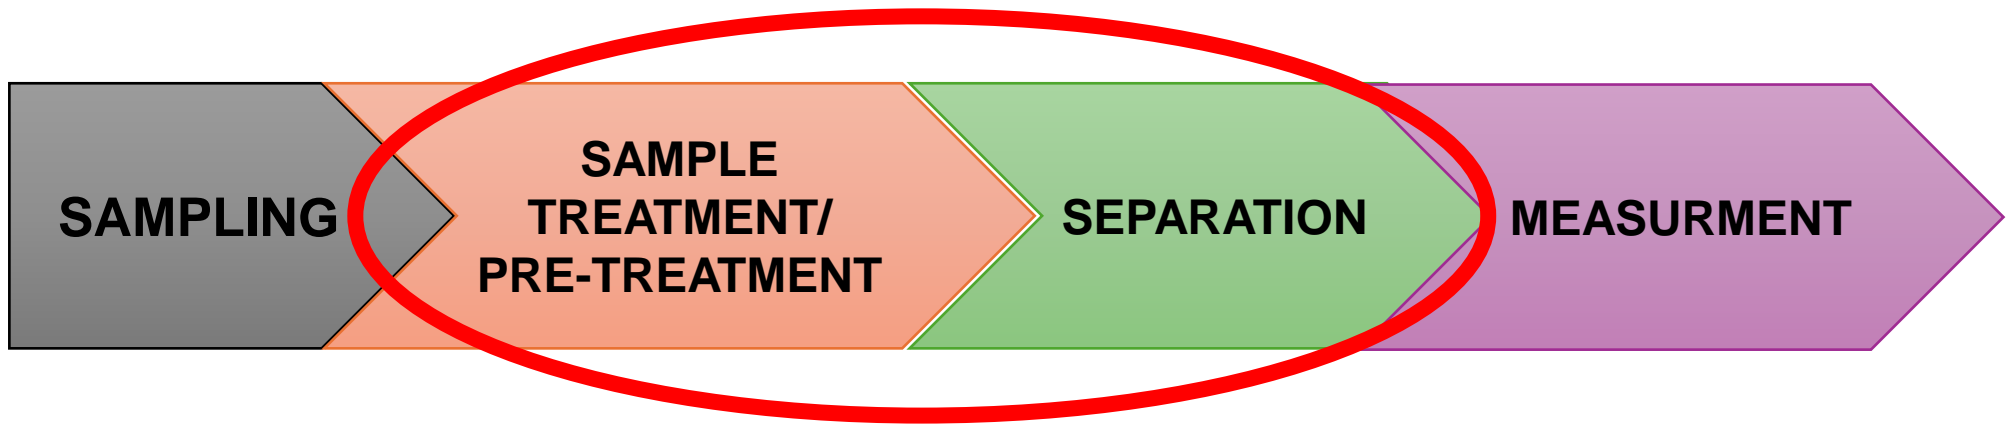 SAMPLING
SAMPLE
TREATMENT/
PRE-TREATMENT
SEPARATION
MEASURMENT